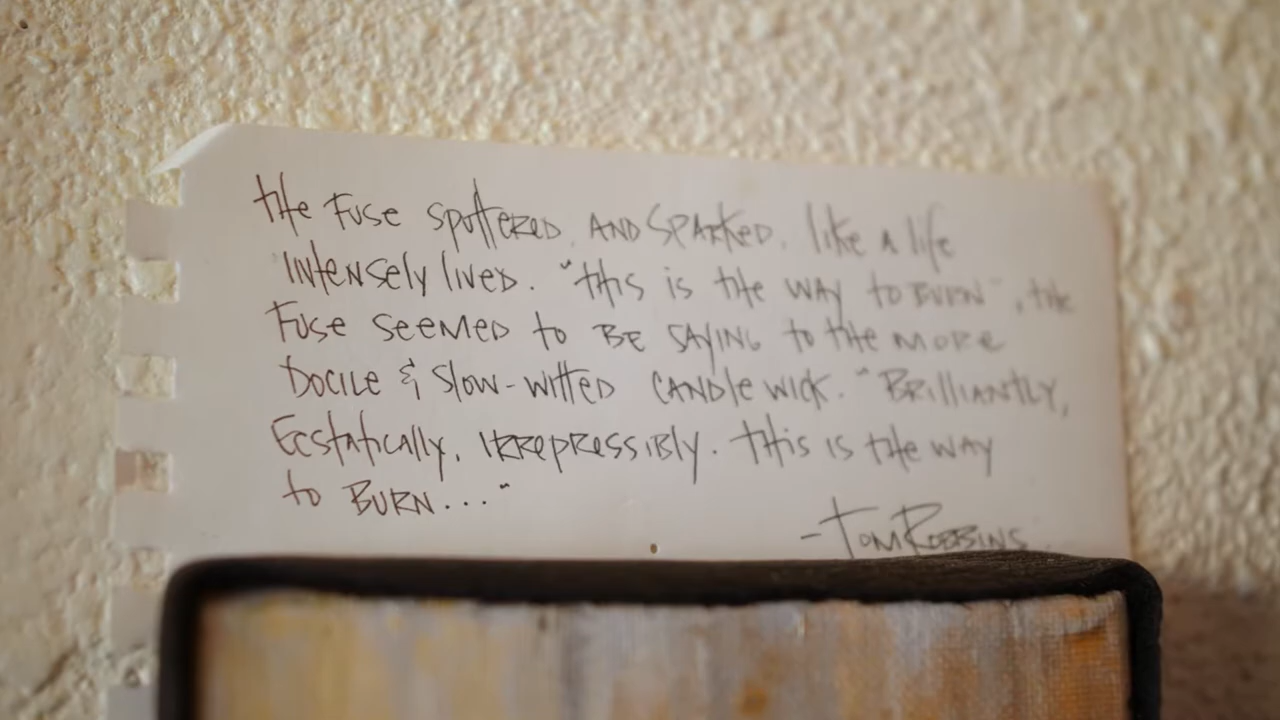 the fuse sputtered and sparked, like a life
intensely lived. "this is the way to burn", the
fuse seemed to be saying to the more
docile & slow-witted candle wick. "Brilliantly,
Ecstatically, irrepressibly. This is the way
to burn..."
- Tom Robbins